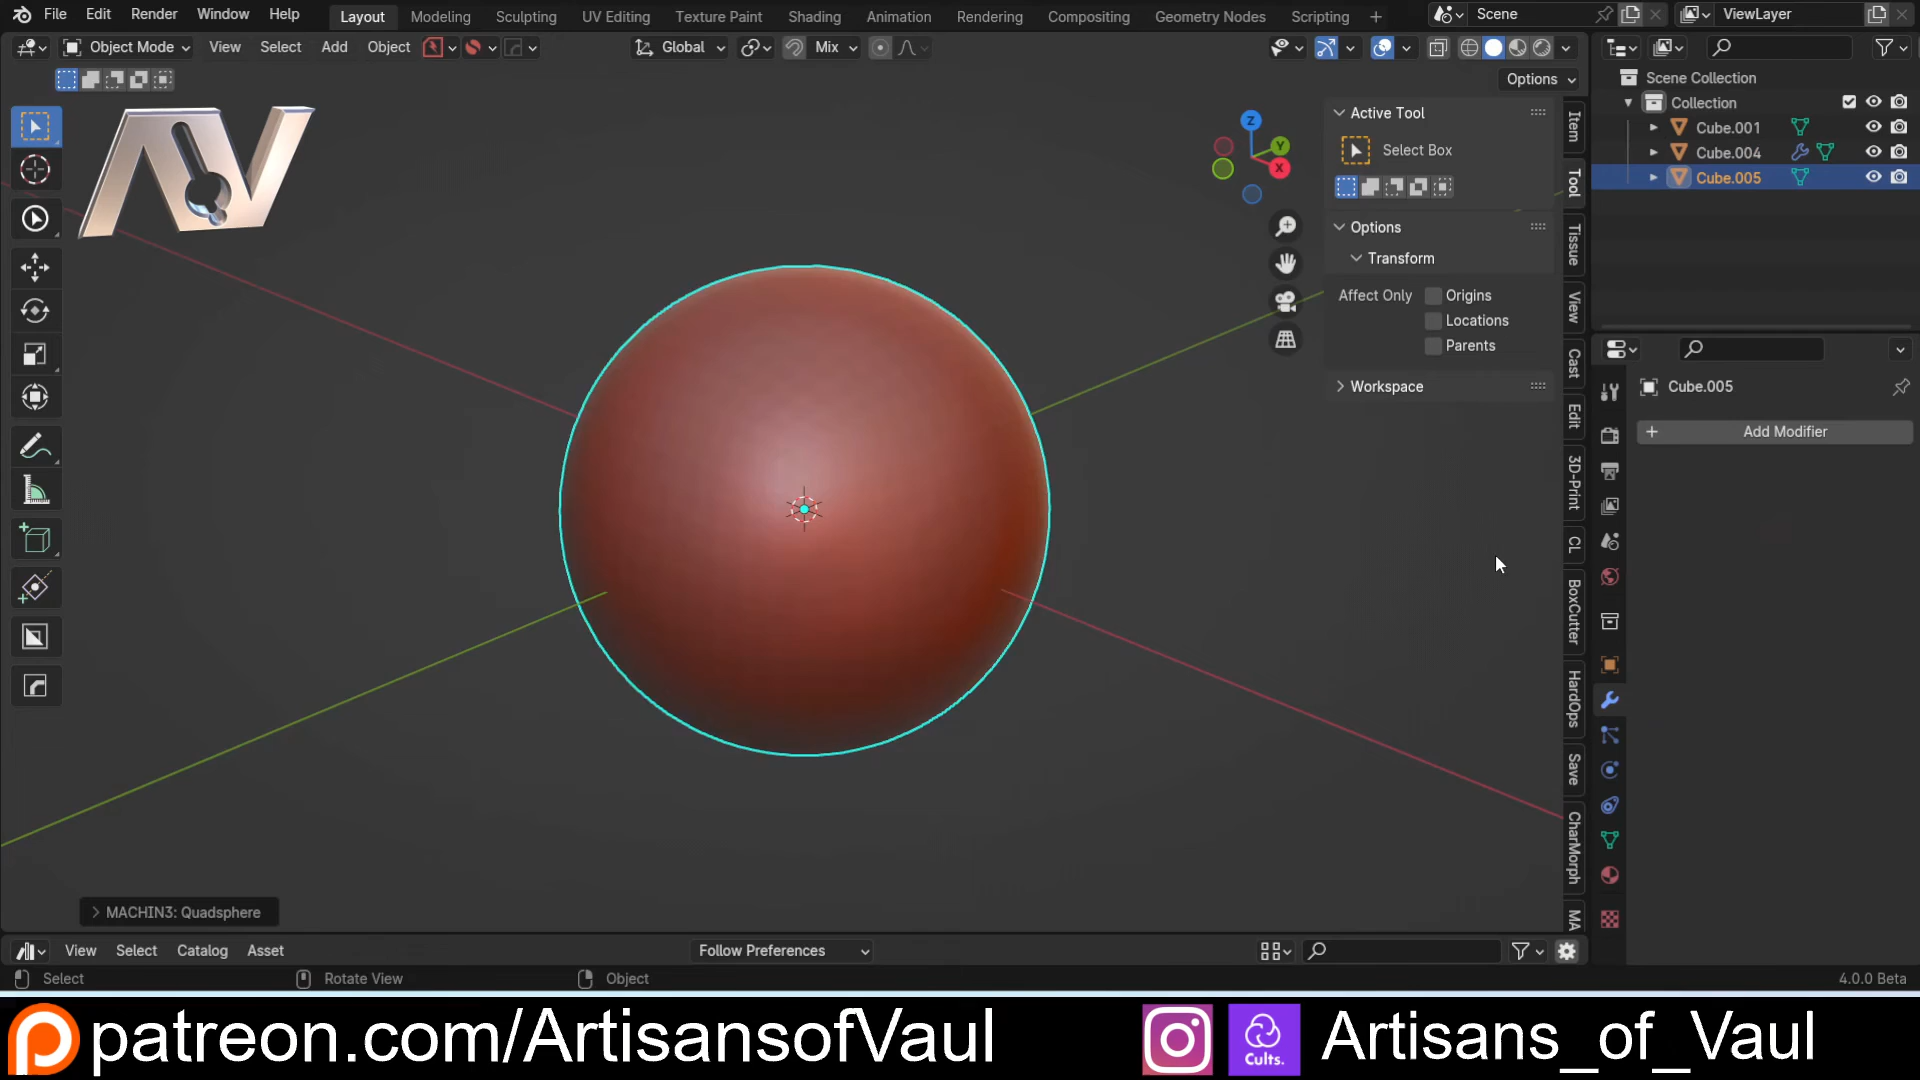 File Edit Render Window Help Layout Modeling Sculpting UV Editing Texture Paint Shading Animation Rendering Compositing Geometry Nodes Scripting + Scene ViewLayer
Object Mode View Select Add Object Global Mix
Options
AV
Active Tool
Select Box
Options
Transform
Affect Only Origins
Locations
Parents
Workspace
Z
Y
X
Item
Tool
Tissue
View
Cast
Edit
3D-Print
CL
BoxCutter
HardOps
Save
CharMorph
MA
Scene Collection
Collection
Cube.001
Cube.004
Cube.005
Cube.005
+ Add Modifier
MACHIN3: Quadsphere
View Select Catalog Asset Follow Preferences
Select Rotate View Object 4.0.0 Beta
patreon.com/ArtisansofVaul Cults. Artisans_of_Vaul